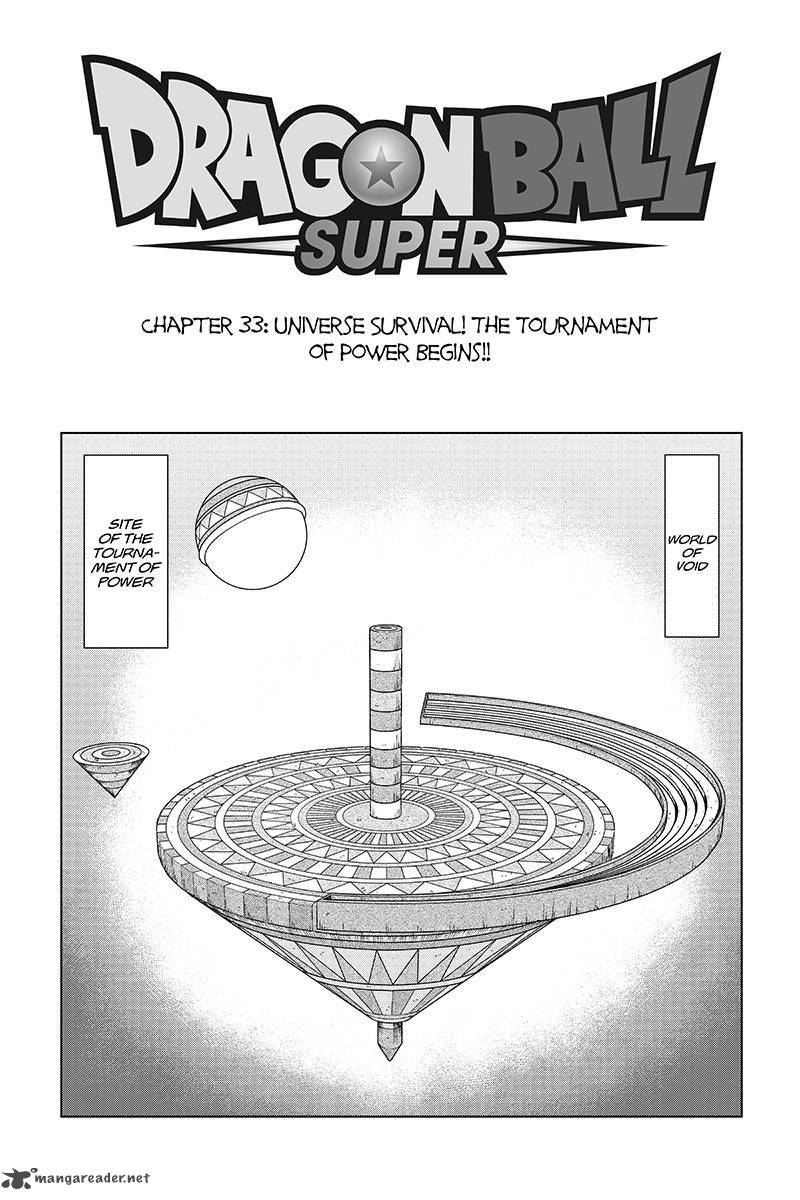 DRAGON BALL
SUPER
CHAPTER 33: UNIVERSE SURVIVAL! THE TOURNAMENT
OF POWER BEGINS!!
WORLD
OF
VOID
SITE
OF THE
TOURNA-
MENT OF
POWER
mangareader.net